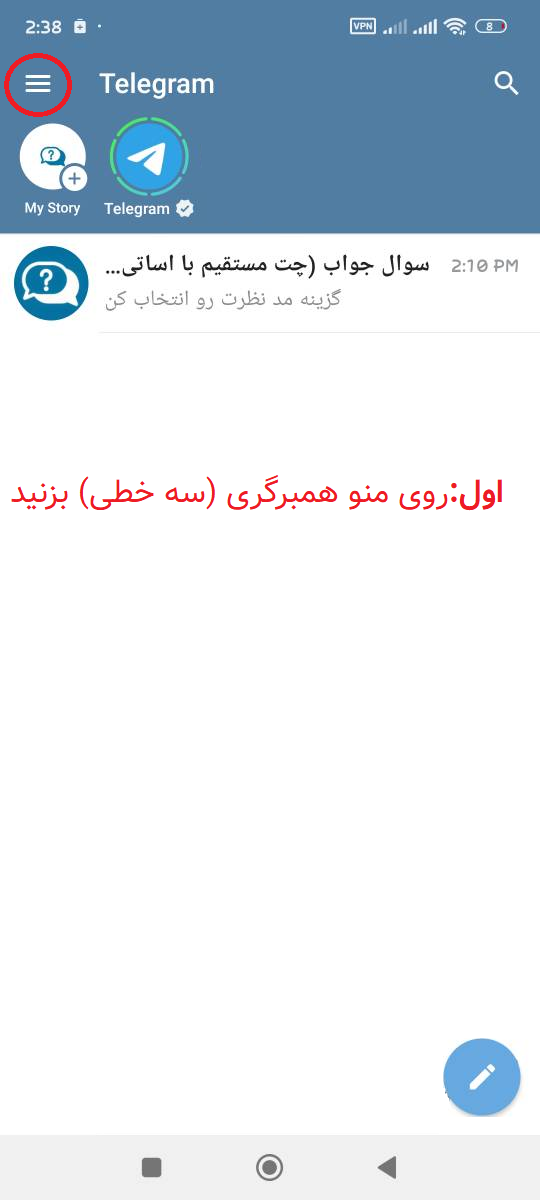 2:38
VPN
8
Telegram
My Story
Telegram
سوال جواب (چت مستقیم با اساتی...
2:10 PM
گزینه مد نظرت رو انتخاب کن
اول:روی منو همبرگری (سه خطی) بزنید